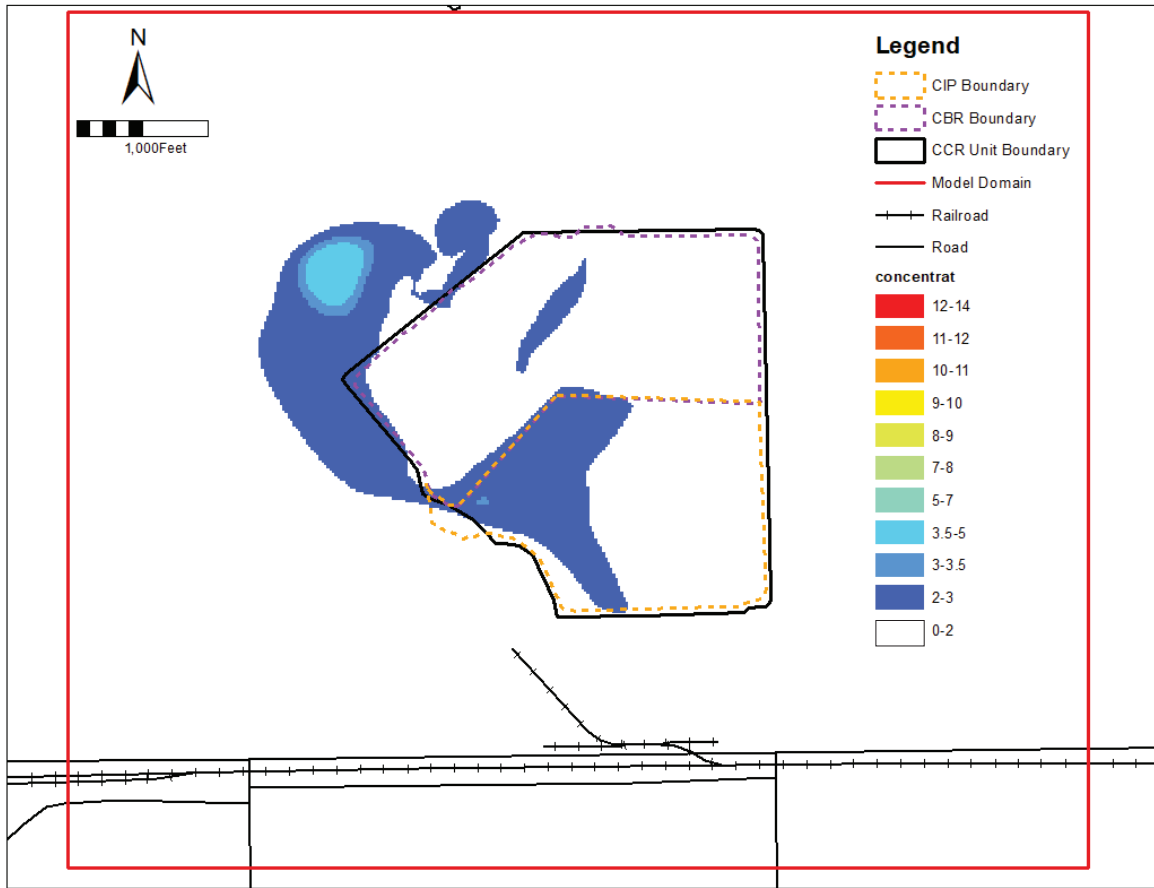 N
1,000Feet
Legend
CIP Boundary
CBR Boundary
CCR Unit Boundary
Model Domain
Railroad
Road
concentrat
12-14
11-12
10-11
9-10
8-9
7-8
5-7
3.5-5
3-3.5
2-3
0-2